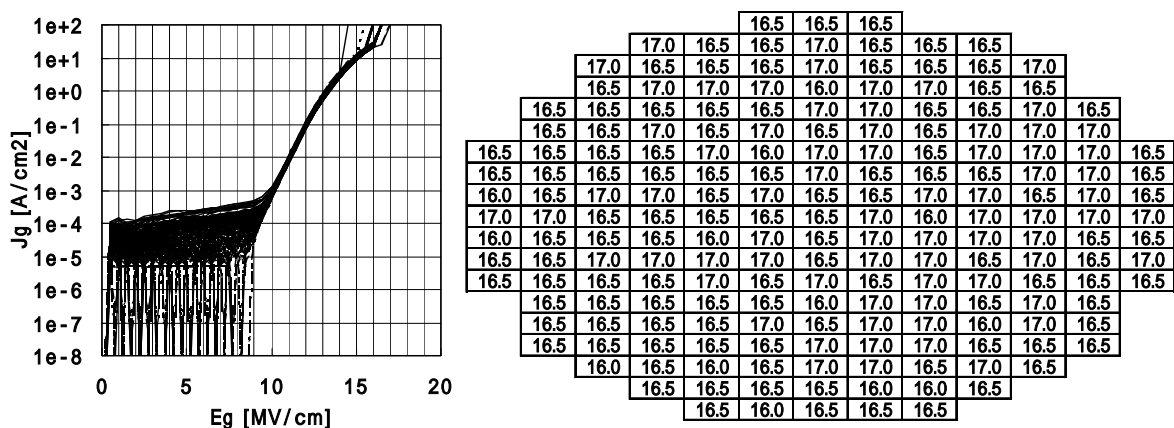 1e+2
1e+1
1e+0
1e-1
1e-2
1e-3
1e-4
1e-5
1e-6
1e-7
1e-8
Jg [A/cm2]
0 5 10 15 20
Eg [MV/cm]
16.5 16.5 16.5
17.0 16.5 16.5 17.0 16.5 16.5 16.5
17.0 16.5 16.5 16.5 17.0 16.5 16.5 16.5 17.0
16.5 17.0 17.0 17.0 16.0 17.0 17.0 16.5 16.5
16.5 16.5 16.5 16.5 16.5 17.0 17.0 16.5 16.5 17.0 16.5
16.5 16.5 17.0 16.5 17.0 17.0 17.0 16.5 17.0 17.0 17.0
16.5 16.5 16.5 16.5 17.0 16.0 17.0 17.0 16.5 17.0 17.0 17.0 16.5
16.5 16.5 17.0 17.0 16.5 16.5 16.5 17.0 17.0 17.0 17.0 17.0 16.5
16.0 16.5 17.0 17.0 16.5 17.0 16.5 16.5 17.0 17.0 16.5 17.0 16.5
17.0 17.0 16.5 16.5 16.5 16.5 17.0 16.0 17.0 17.0 17.0 17.0 17.0
16.0 16.5 16.5 16.5 16.0 17.0 16.5 17.0 17.0 17.0 17.0 16.5 16.5
16.5 16.5 17.0 17.0 17.0 17.0 16.5 17.0 17.0 17.0 16.5 16.5 17.0
16.5 16.5 16.5 16.5 16.5 17.0 16.5 17.0 16.5 17.0 17.0 16.5 16.5
16.5 16.5 16.5 16.5 16.5 16.0 17.0 17.0 16.5 17.0 16.5
16.5 16.5 16.5 16.5 17.0 16.5 17.0 17.0 16.0 17.0 16.5
16.5 16.5 16.5 16.5 16.5 17.0 17.0 17.0 16.5 16.5 16.5
16.0 16.5 16.0 16.5 17.0 17.0 16.5 17.0 16.5
16.5 16.5 16.5 16.5 16.0 16.0 16.5
16.5 16.0 16.5 16.5 16.5